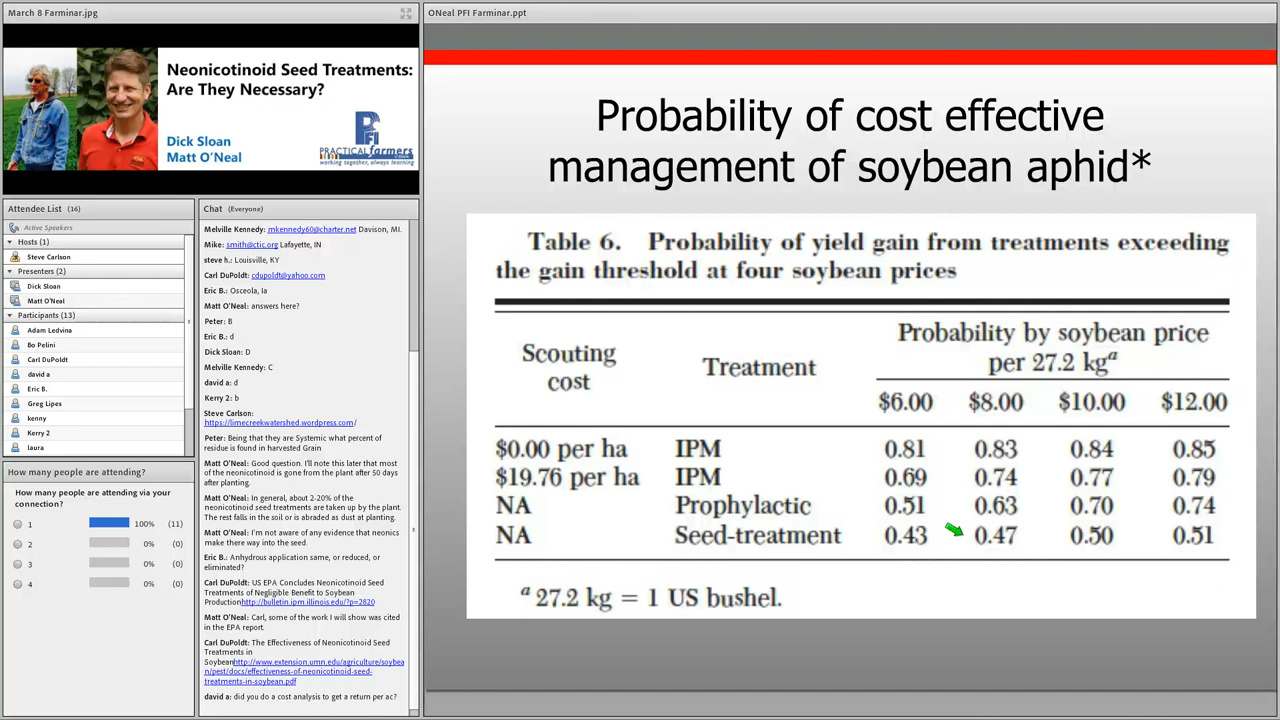 March 8 Farminar.jpg
Neonicotinoid Seed Treatments:
Are They Necessary?
Dick Sloan
Matt O'Neal
PFI
PRACTICAL farmers
working together, always learning
Attendee List (16)
Active Speakers
Hosts (1)
Steve Carlson
Presenters (2)
Dick Sloan
Matt O'Neal
Participants (13)
Adam Ledvina
Bo Pelini
Carl DuPoldt
david a
Eric B.
Greg Lipes
kenny
Kerry 2
laura
How many people are attending?
How many people are attending via your
connection?
1 100% (11)
2 0% (0)
3 0% (0)
4 0% (0)
Chat (Everyone)
Melville Kennedy: mkennedy60@charter.net Davison, MI.
Mike: smith@ctic.org Lafayette, IN
steve h.: Louisville, KY
Carl DuPoldt: cdupoldt@yahoo.com
Eric B.: Osceola, Ia
Matt O'Neal: answers here?
Peter: B
Eric B.: d
Dick Sloan: D
Melville Kennedy: C
david a: d
Kerry 2: b
Steve Carlson:
https://limecreekwatershed.wordpress.com/
Peter: Being that they are Systemic what percent of
residue is found in harvested Grain
Matt O'Neal: Good question. I'll note this later that most
of the neonicotinoid is gone from the plant after 50 days
after planting.
Matt O'Neal: In general, about 2-20% of the
neonicotinoid seed treatments are taken up by the plant.
The rest falls in the soil or is abraded as dust at planting.
Matt O'Neal: I'm not aware of any evidence that neonics
make there way into the seed.
Eric B.: Anhydrous application same, or reduced, or
eliminated?
Carl DuPoldt: US EPA Concludes Neonicotinoid Seed
Treatments of Negligible Benefit to Soybean
Productionhttp://bulletin.ipm.illinois.edu/?p=2820
Matt O'Neal: Carl, some of the work I will show was cited
in the EPA report.
Carl DuPoldt: The Effectiveness of Neonicotinoid Seed
Treatments in
Soybeanhttp://www.extension.umn.edu/agriculture/soybea
n/pest/docs/effectiveness-of-neonicotinoid-seed-
treatments-in-soybean.pdf
david a: did you do a cost analysis to get a return per ac?
ONeal PFI Farminar.ppt
Probability of cost effective
management of soybean aphid*
Table 6. Probability of yield gain from treatments exceeding
the gain threshold at four soybean prices
Scouting
cost
Treatment
Probability by soybean price
per 27.2 kgᵃ
$6.00 $8.00 $10.00 $12.00
$0.00 per ha IPM 0.81 0.83 0.84 0.85
$19.76 per ha IPM 0.69 0.74 0.77 0.79
NA Prophylactic 0.51 0.63 0.70 0.74
NA Seed-treatment 0.43 0.47 0.50 0.51
ᵃ 27.2 kg = 1 US bushel.